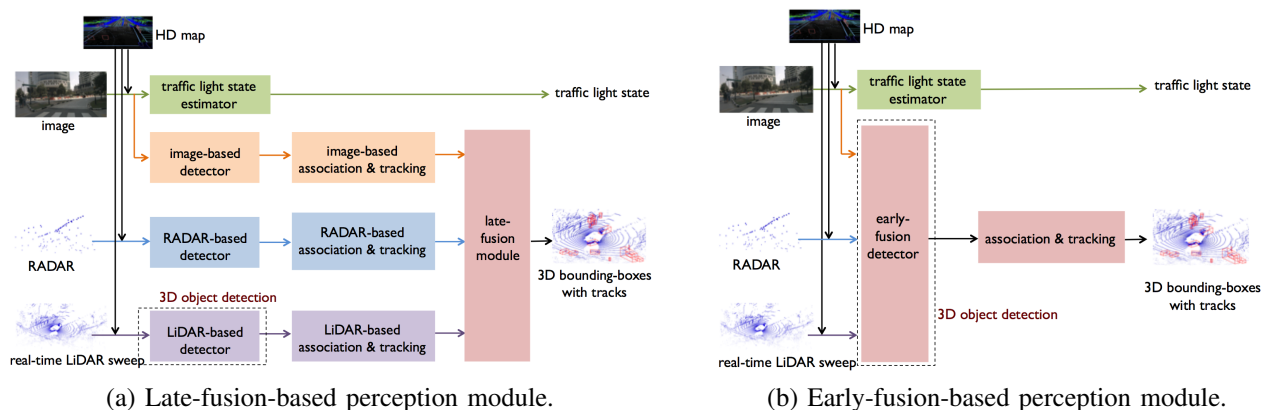 HD map
image
traffic light state
estimator
traffic light state
image-based
detector
image-based
association & tracking
RADAR
RADAR-based
detector
RADAR-based
association & tracking
late-
fusion
module
3D bounding-boxes
with tracks
3D object detection
real-time LiDAR sweep
LiDAR-based
detector
LiDAR-based
association & tracking
(a) Late-fusion-based perception module.
HD map
image
traffic light state
estimator
traffic light state
RADAR
early-
fusion
detector
association & tracking
3D bounding-boxes
with tracks
3D object detection
real-time LiDAR sweep
(b) Early-fusion-based perception module.